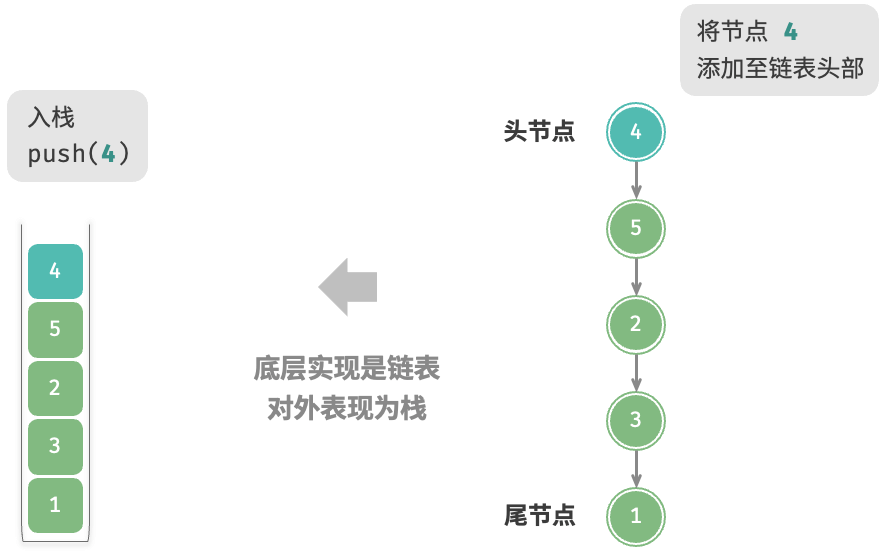 入栈
push(4)
4
5
2
3
1
底层实现是链表
对外表现为栈
将节点 4
添加至链表头部
头节点
4
5
2
3
尾节点
1